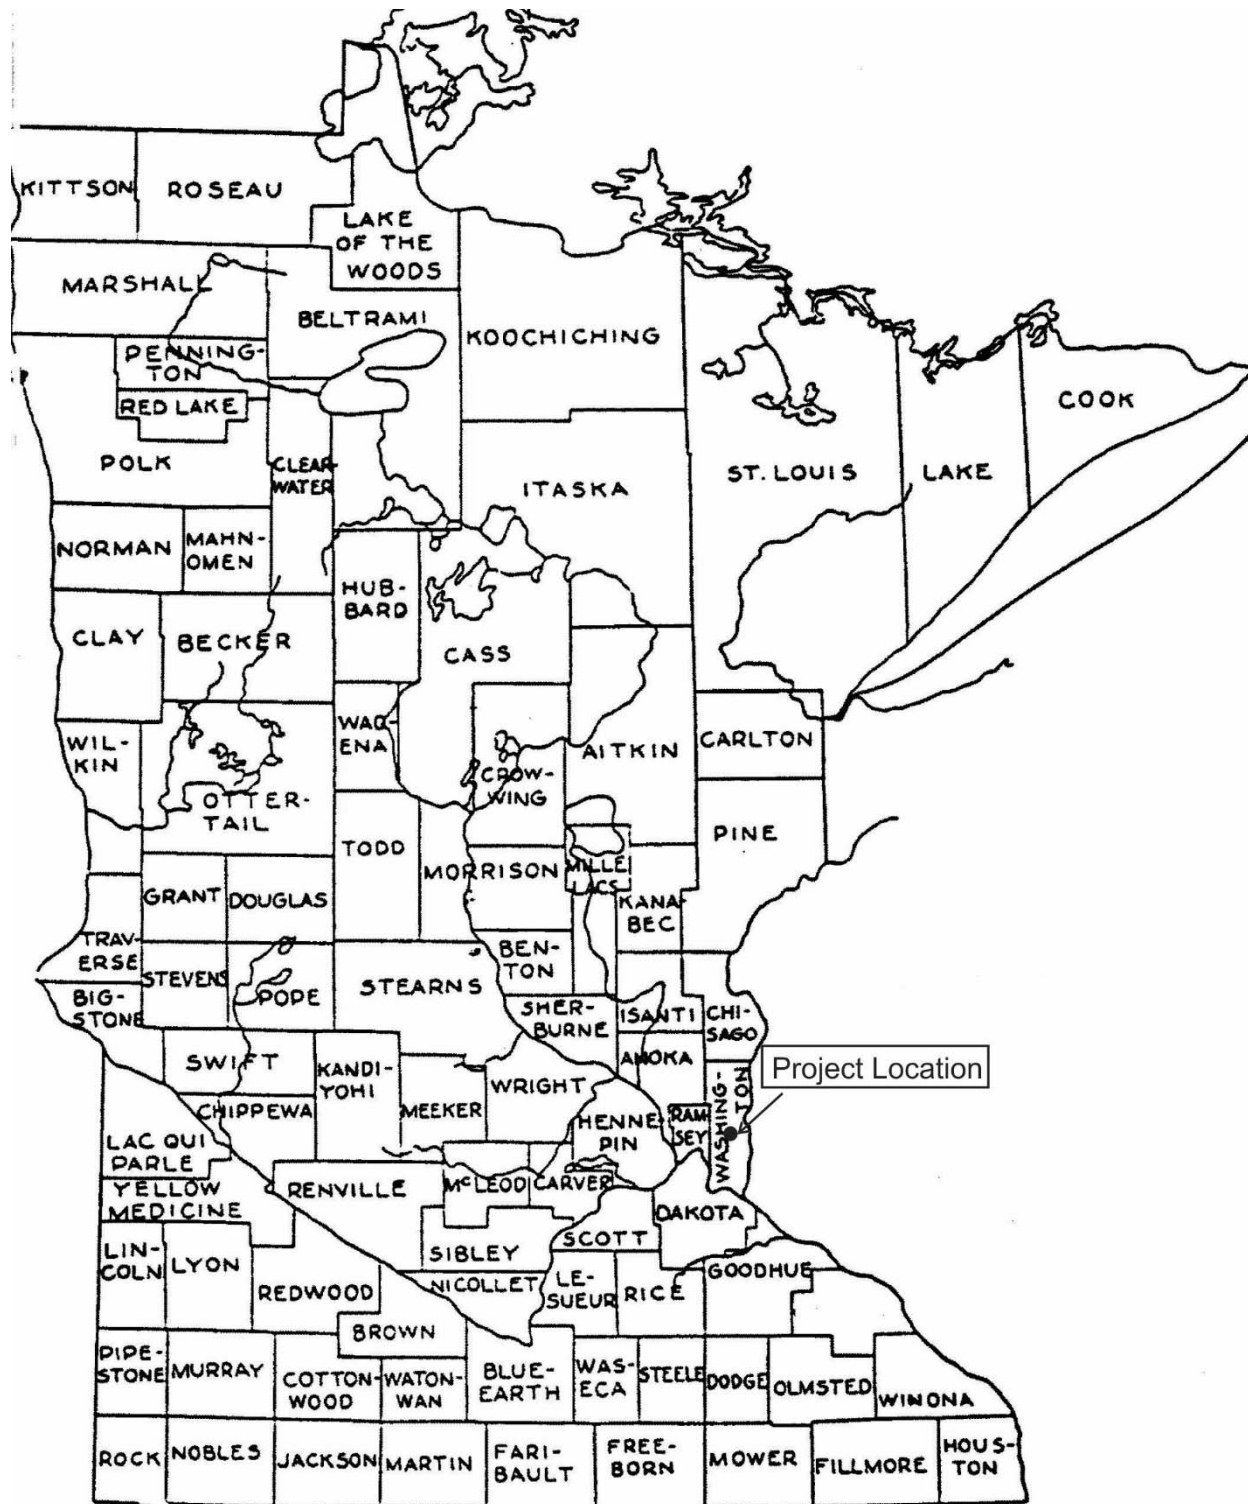 KITTSON
ROSEAU
LAKE
OF THE
WOODS
MARSHALL
BELTRAMI
KOOCHICHING
PENNING-
TON
RED LAKE
COOK
POLK
CLEAR-
WATER
ITASKA
ST. LOUIS
LAKE
NORMAN
MAHN-
OMEN
HUB-
BARD
CLAY
BECKER
CASS
WIL-
KIN
WAD-
ENA
AITKIN
CARLTON
CROW-
WING
OTTER-
TAIL
TODD
PINE
MORRISON
MILLE
LACS
GRANT
DOUGLAS
KANA-
BEC
TRAV-
ERSE
STEVENS
POPE
STEARNS
BEN-
TON
BIG-
STONE
SHER-
BURNE
ISANTI
CHI-
SAGO
SWIFT
KANDI-
YOHI
ANOKA
Project Location
WRIGHT
MEEKER
CHIPPEWA
HENNE-
PIN
RAM-
SEY
WASHING-
TON
LAC QUI
PARLE
YELLOW
MEDICINE
RENVILLE
McLEOD
CARVER
DAKOTA
SCOTT
LIN-
COLN
LYON
SIBLEY
REDWOOD
NICOLLET
LE-
SUEUR
RICE
GOODHUE
BROWN
PIPE-
STONE
MURRAY
COTTON-
WOOD
WATON-
WAN
BLUE-
EARTH
WAS-
ECA
STEELE
DODGE
OLMSTED
WINONA
ROCK
NOBLES
JACKSON
MARTIN
FARI-
BAULT
FREE-
BORN
MOWER
FILLMORE
HOUS-
TON